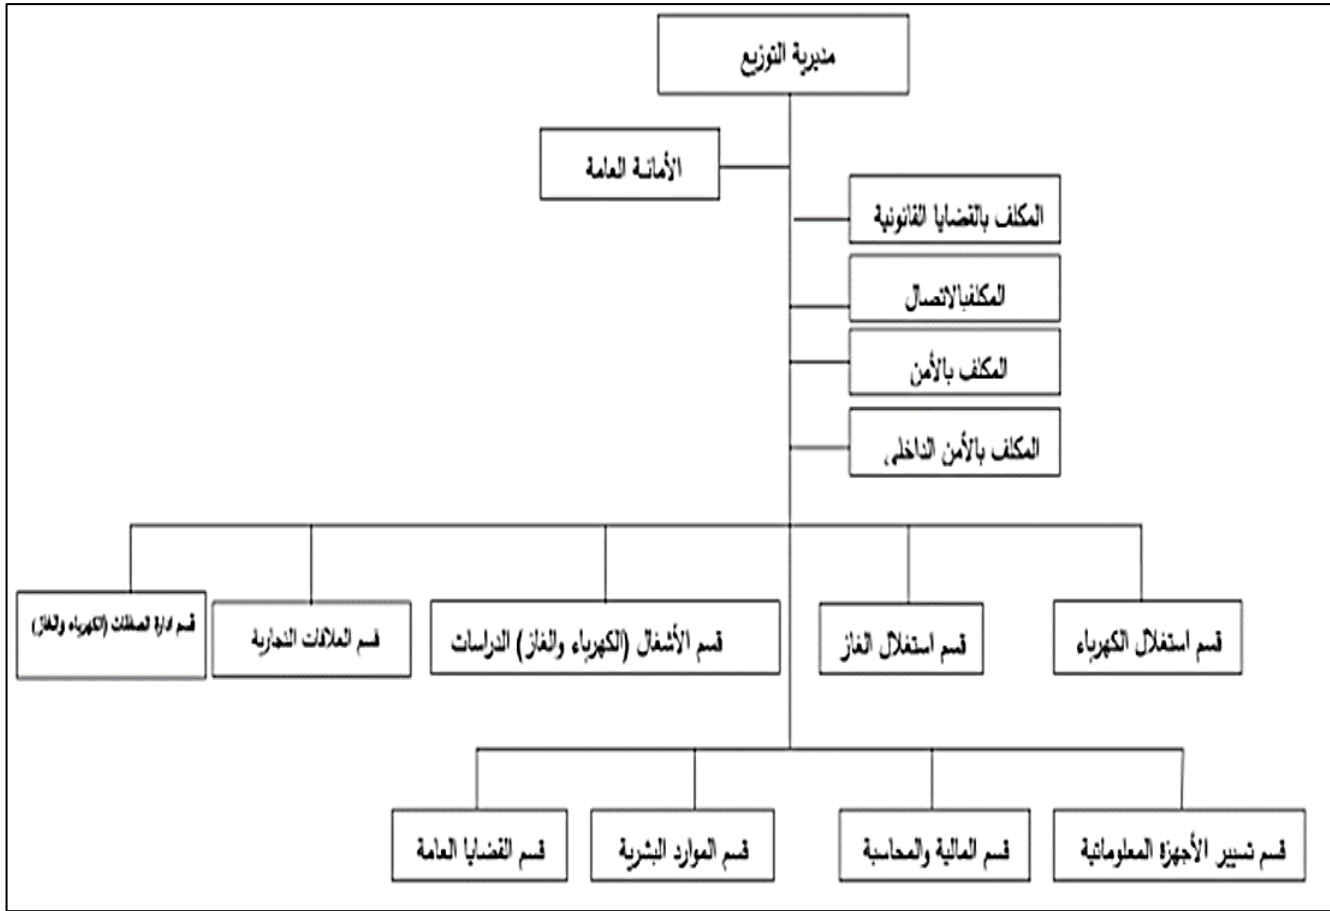 مديرية التوزيع
الأمانة العامة
المكلف بالقضايا القانونية
المكلفبالاتصال
المكلف بالأمن
المكلف بالأمن الداخلي
قسم استغلال الكهرباء
قسم استغلال الغاز
قسم الأشغال (الكهرباء والغاز) الدراسات
قسم العلاقات التجارية
قسم ادارة الصفقات (الكهرباء والغاز)
قسم تسيير الأجهزة المعلوماتية
قسم المالية والمحاسبة
قسم الموارد البشرية
قسم القضايا العامة